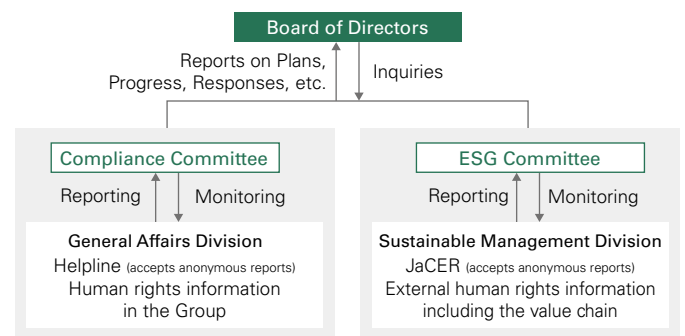 Board of Directors
Reports on Plans,
Progress, Responses, etc.
Inquiries
Compliance Committee
Reporting
Monitoring
General Affairs Division
Helpline (accepts anonymous reports)
Human rights information
in the Group
ESG Committee
Reporting
Monitoring
Sustainable Management Division
JaCER (accepts anonymous reports)
External human rights information
including the value chain